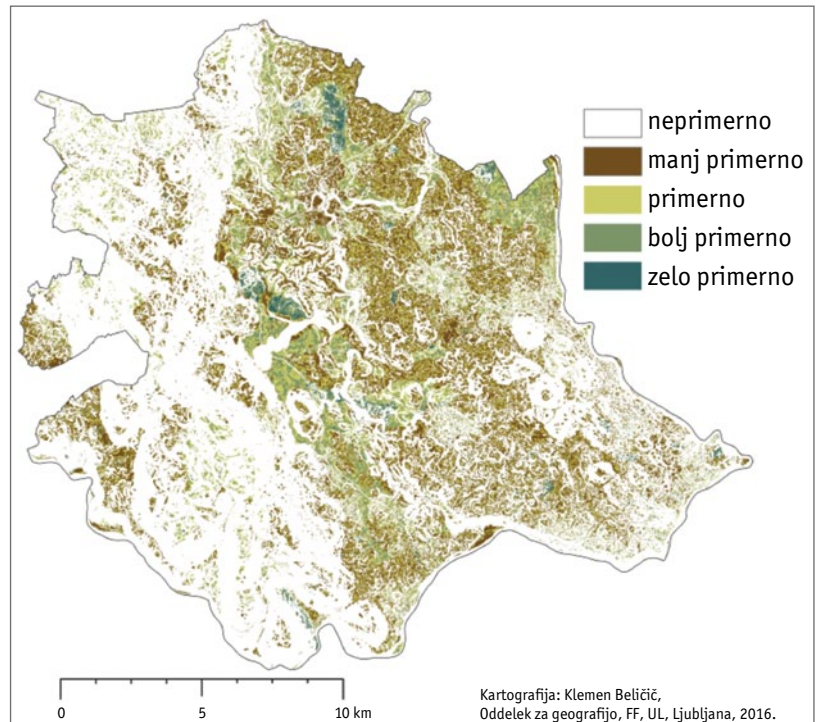 neprimerno
manj primerno
primerno
bolj primerno
zelo primerno
0 5 10 km
Kartografija: Klemen Beličič,
Oddelek za geografijo, FF, UL, Ljubljana, 2016.